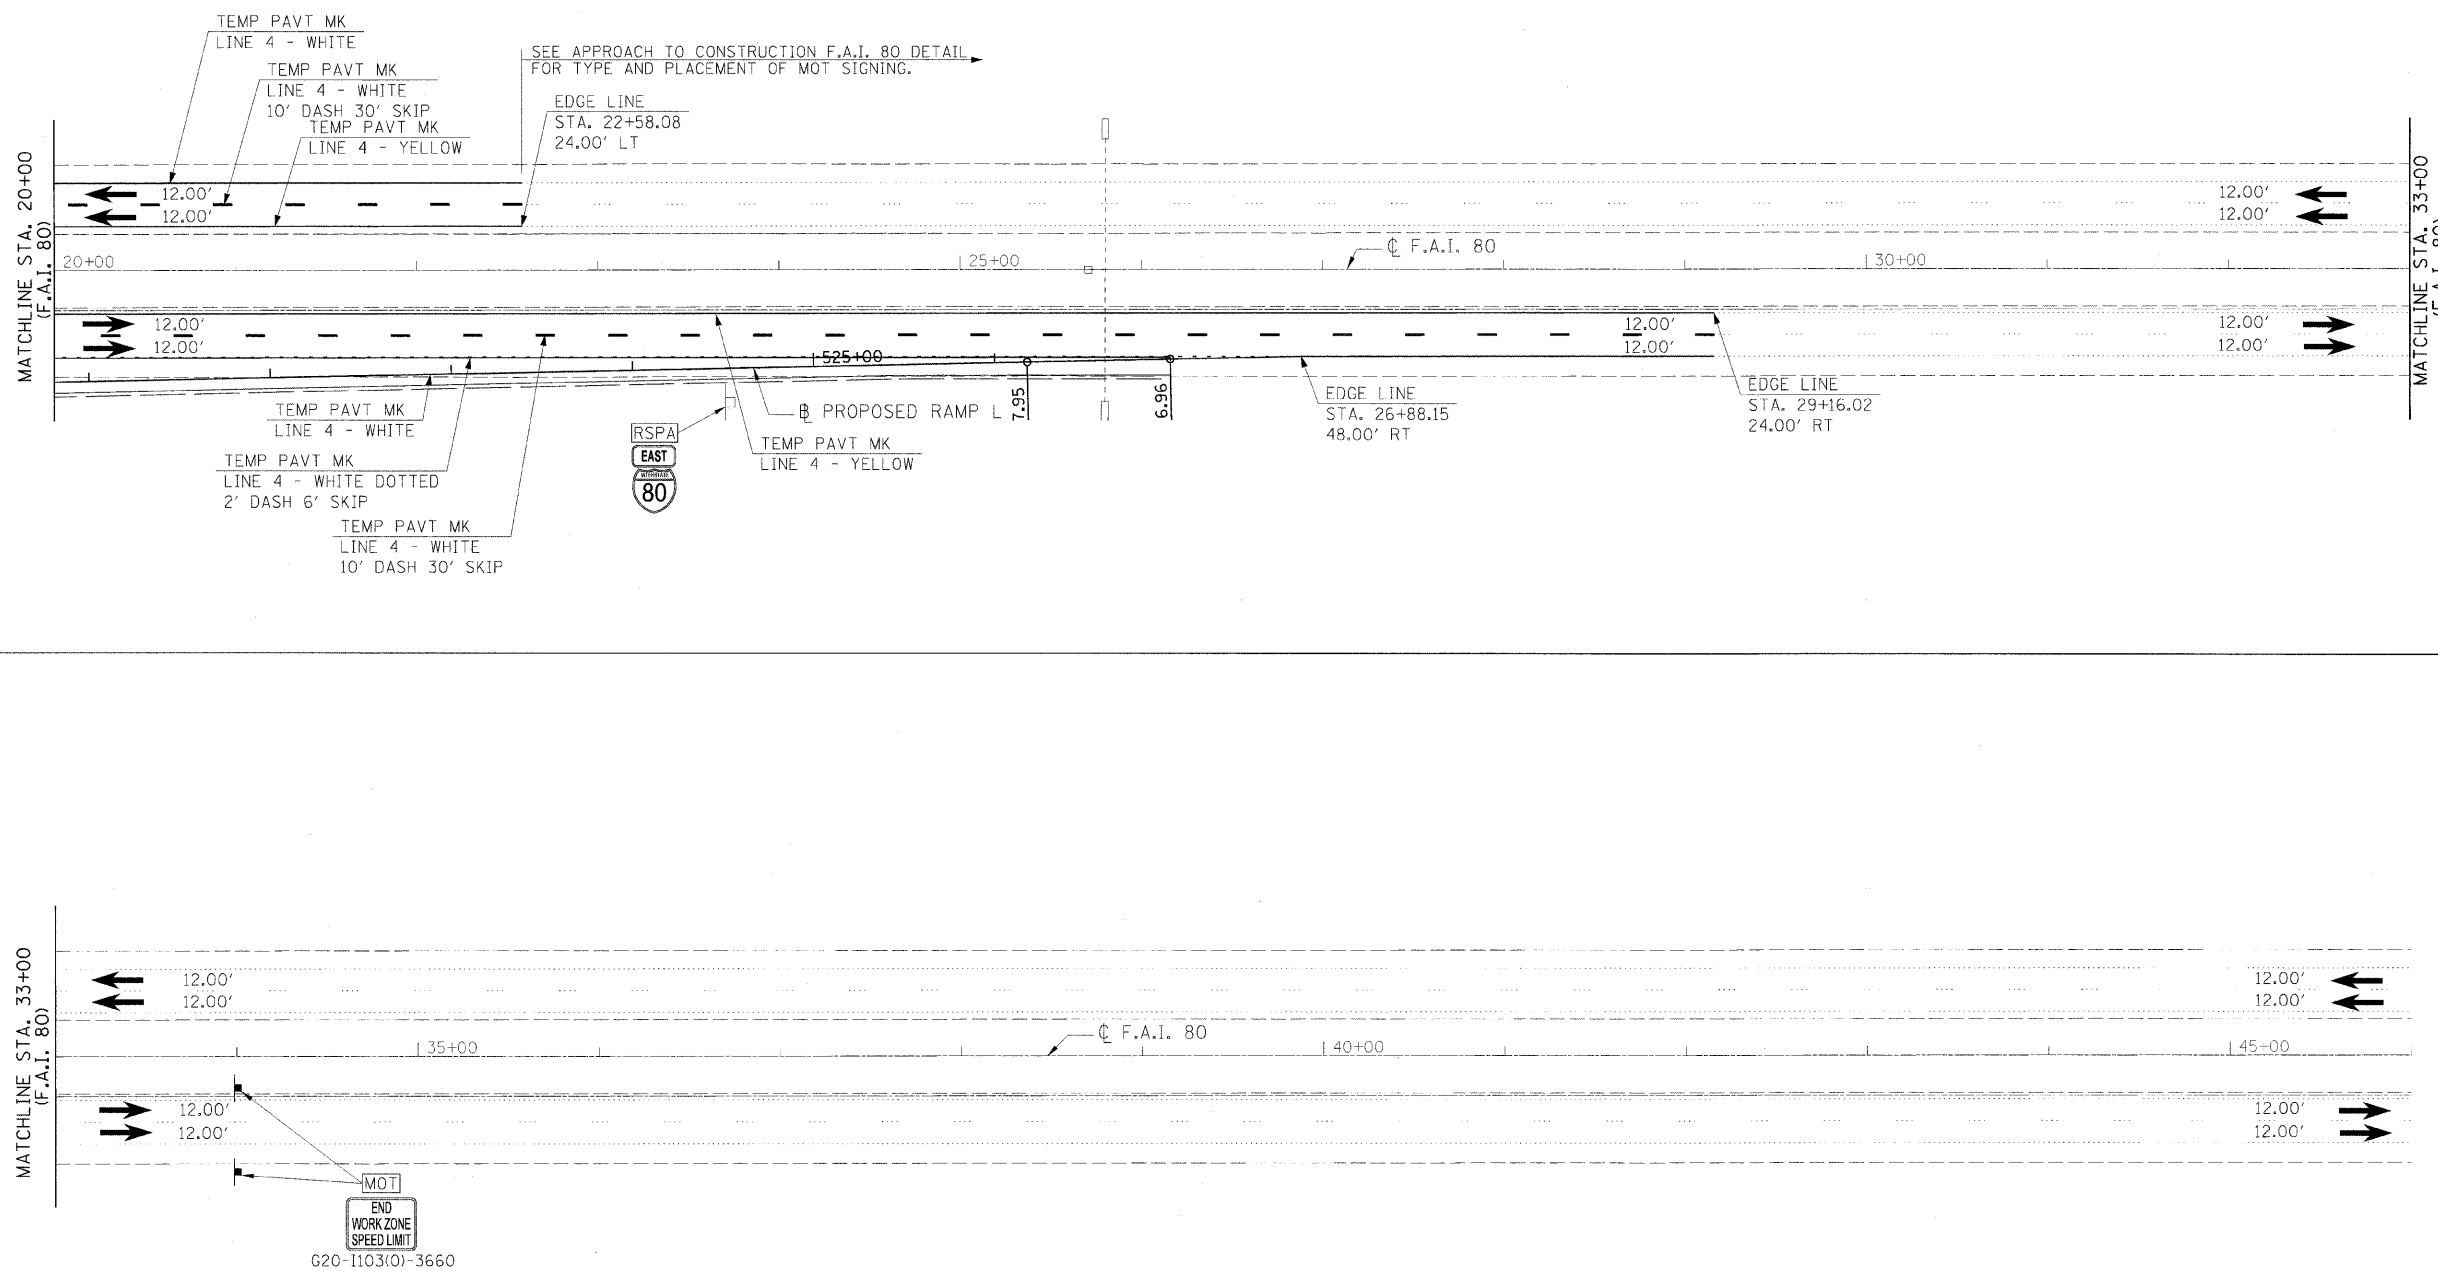 TEMP PAVT MK
LINE 4 - WHITE
TEMP PAVT MK
LINE 4 - WHITE
10' DASH 30' SKIP
TEMP PAVT MK
LINE 4 - YELLOW
SEE APPROACH TO CONSTRUCTION F.A.I. 80 DETAIL
FOR TYPE AND PLACEMENT OF MOT SIGNING.
EDGE LINE
STA. 22+58.08
24.00' LT
MATCHLINE STA. 20+00
(F.A.I. 80)
12.00'
12.00'
12.00'
12.00'
MATCHLINE STA. 33+00
(F.A.I. 80)
20+00
25+00
℄ F.A.I. 80
30+00
12.00'
12.00'
12.00'
12.00'
12.00'
12.00'
525+00
7.95
6.96
TEMP PAVT MK
LINE 4 - WHITE
℄ PROPOSED RAMP L
EDGE LINE
STA. 26+88.15
48.00' RT
EDGE LINE
STA. 29+16.02
24.00' RT
RSPA
EAST
INTERSTATE
80
TEMP PAVT MK
LINE 4 - YELLOW
TEMP PAVT MK
LINE 4 - WHITE DOTTED
2' DASH 6' SKIP
TEMP PAVT MK
LINE 4 - WHITE
10' DASH 30' SKIP
MATCHLINE STA. 33+00
(F.A.I. 80)
12.00'
12.00'
12.00'
12.00'
35+00
℄ F.A.I. 80
40+00
45+00
12.00'
12.00'
12.00'
12.00'
MOT
END
WORK ZONE
SPEED LIMIT
G20-I103(O)-3660